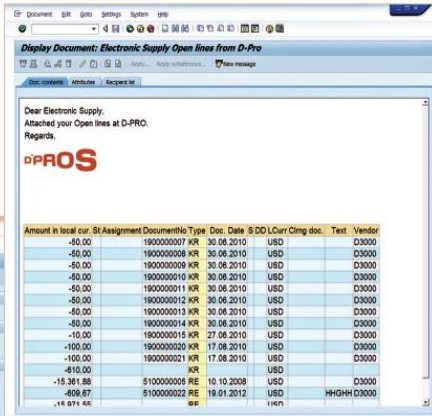 Document Edit Goto Settings System Help
Display Document: Electronic Supply Open lines from D-Pro
Reply... Reply w/Reference... New message
Doc. contents Attributes Recipient list
Dear Electronic Supply,
Attached your Open lines at D-PRO.
Regards,
D'PROS
Amount in local cur. St Assignment DocumentNo Type Doc. Date S DD LCurr Clrng doc. Text Vendor
-50,00 1900000007 KR 30.06.2010 USD D3000
-50,00 1900000008 KR 30.06.2010 USD D3000
-50,00 1900000009 KR 30.06.2010 USD D3000
-50,00 1900000010 KR 30.06.2010 USD D3000
-50,00 1900000011 KR 30.06.2010 USD D3000
-50,00 1900000012 KR 30.06.2010 USD D3000
-50,00 1900000013 KR 30.06.2010 USD D3000
-50,00 1900000014 KR 30.06.2010 USD D3000
-10,00 1900000015 KR 27.06.2010 USD D3000
-100,00 1900000020 KR 17.08.2010 USD D3000
-100,00 1900000021 KR 17.08.2010 USD D3000
-610,00 KR USD
-15.361,88 5100000005 RE 10.10.2008 USD D3000
-609,67 5100000022 RE 19.01.2012 USD HHGHH D3000
-15.971,55 RE USD